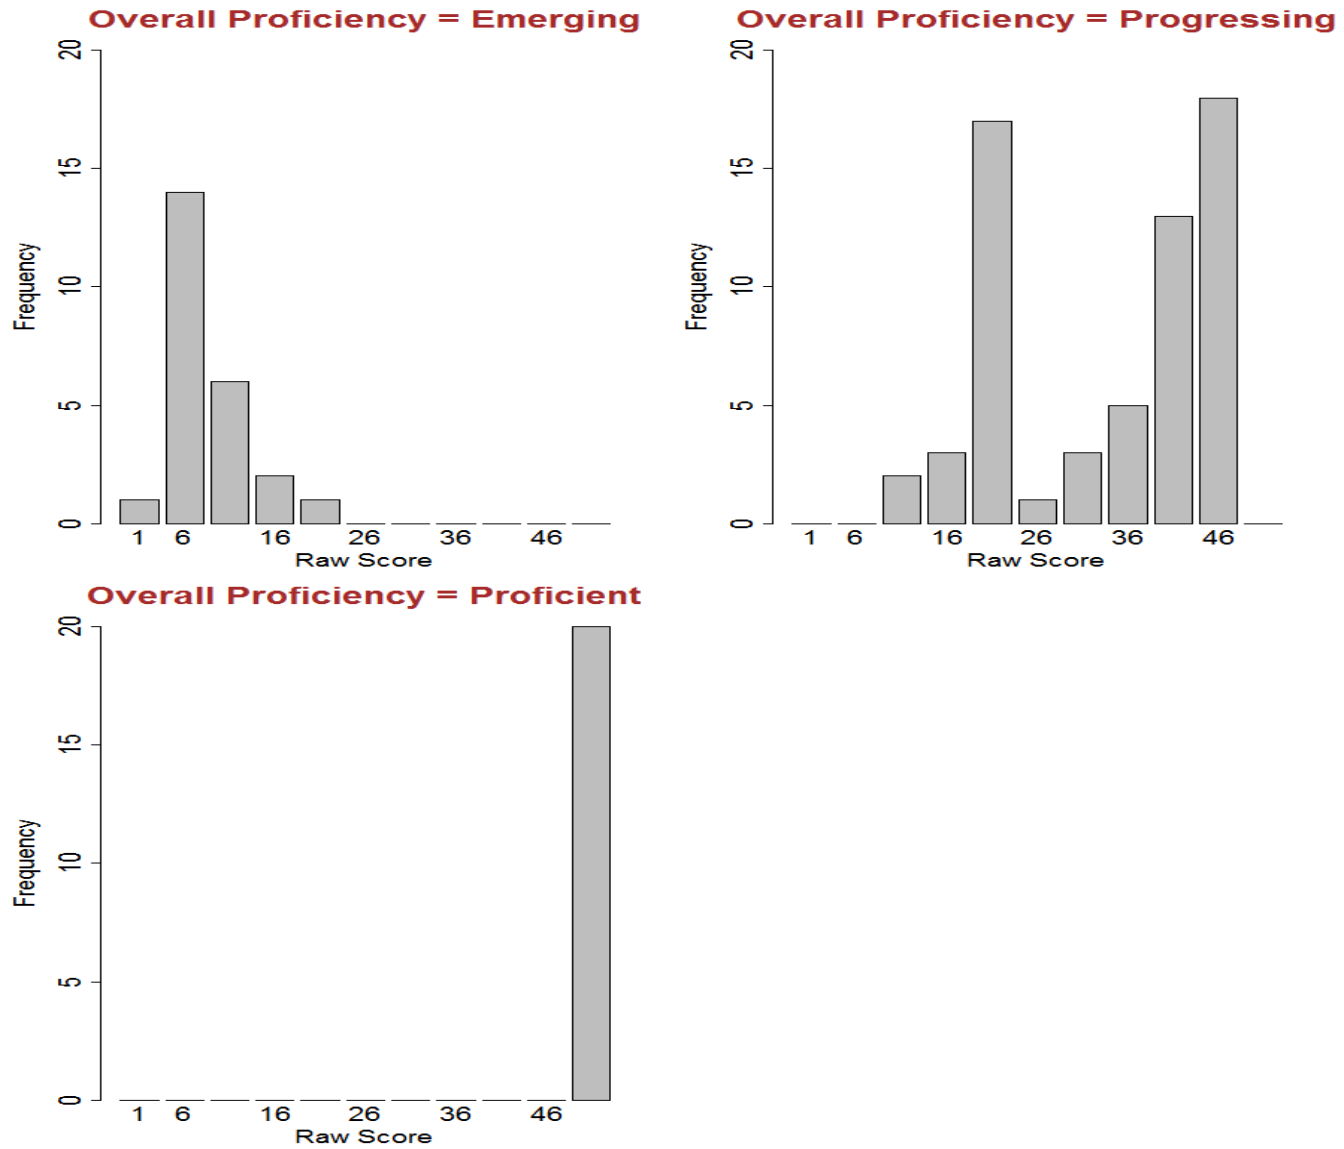 Overall Proficiency = Emerging
20
15
10
5
0
Frequency
1 6 16 26 36 46
Raw Score
Overall Proficiency = Progressing
20
15
10
5
0
Frequency
1 6 16 26 36 46
Raw Score
Overall Proficiency = Proficient
20
15
10
5
0
Frequency
1 6 16 26 36 46
Raw Score